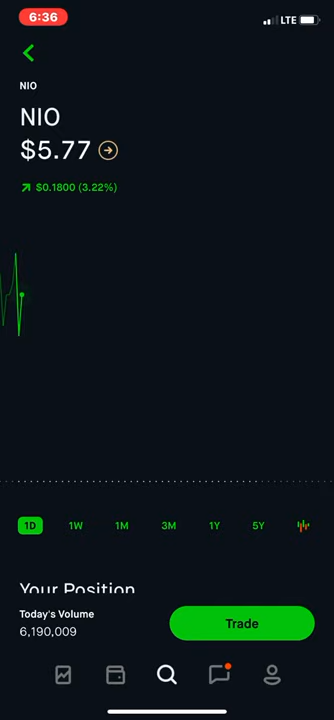 6:36
LTE
NIO
NIO
$5.77
$0.1800 (3.22%)
1D 1W 1M 3M 1Y 5Y
Your Position
Today's Volume
6,190,009
Trade